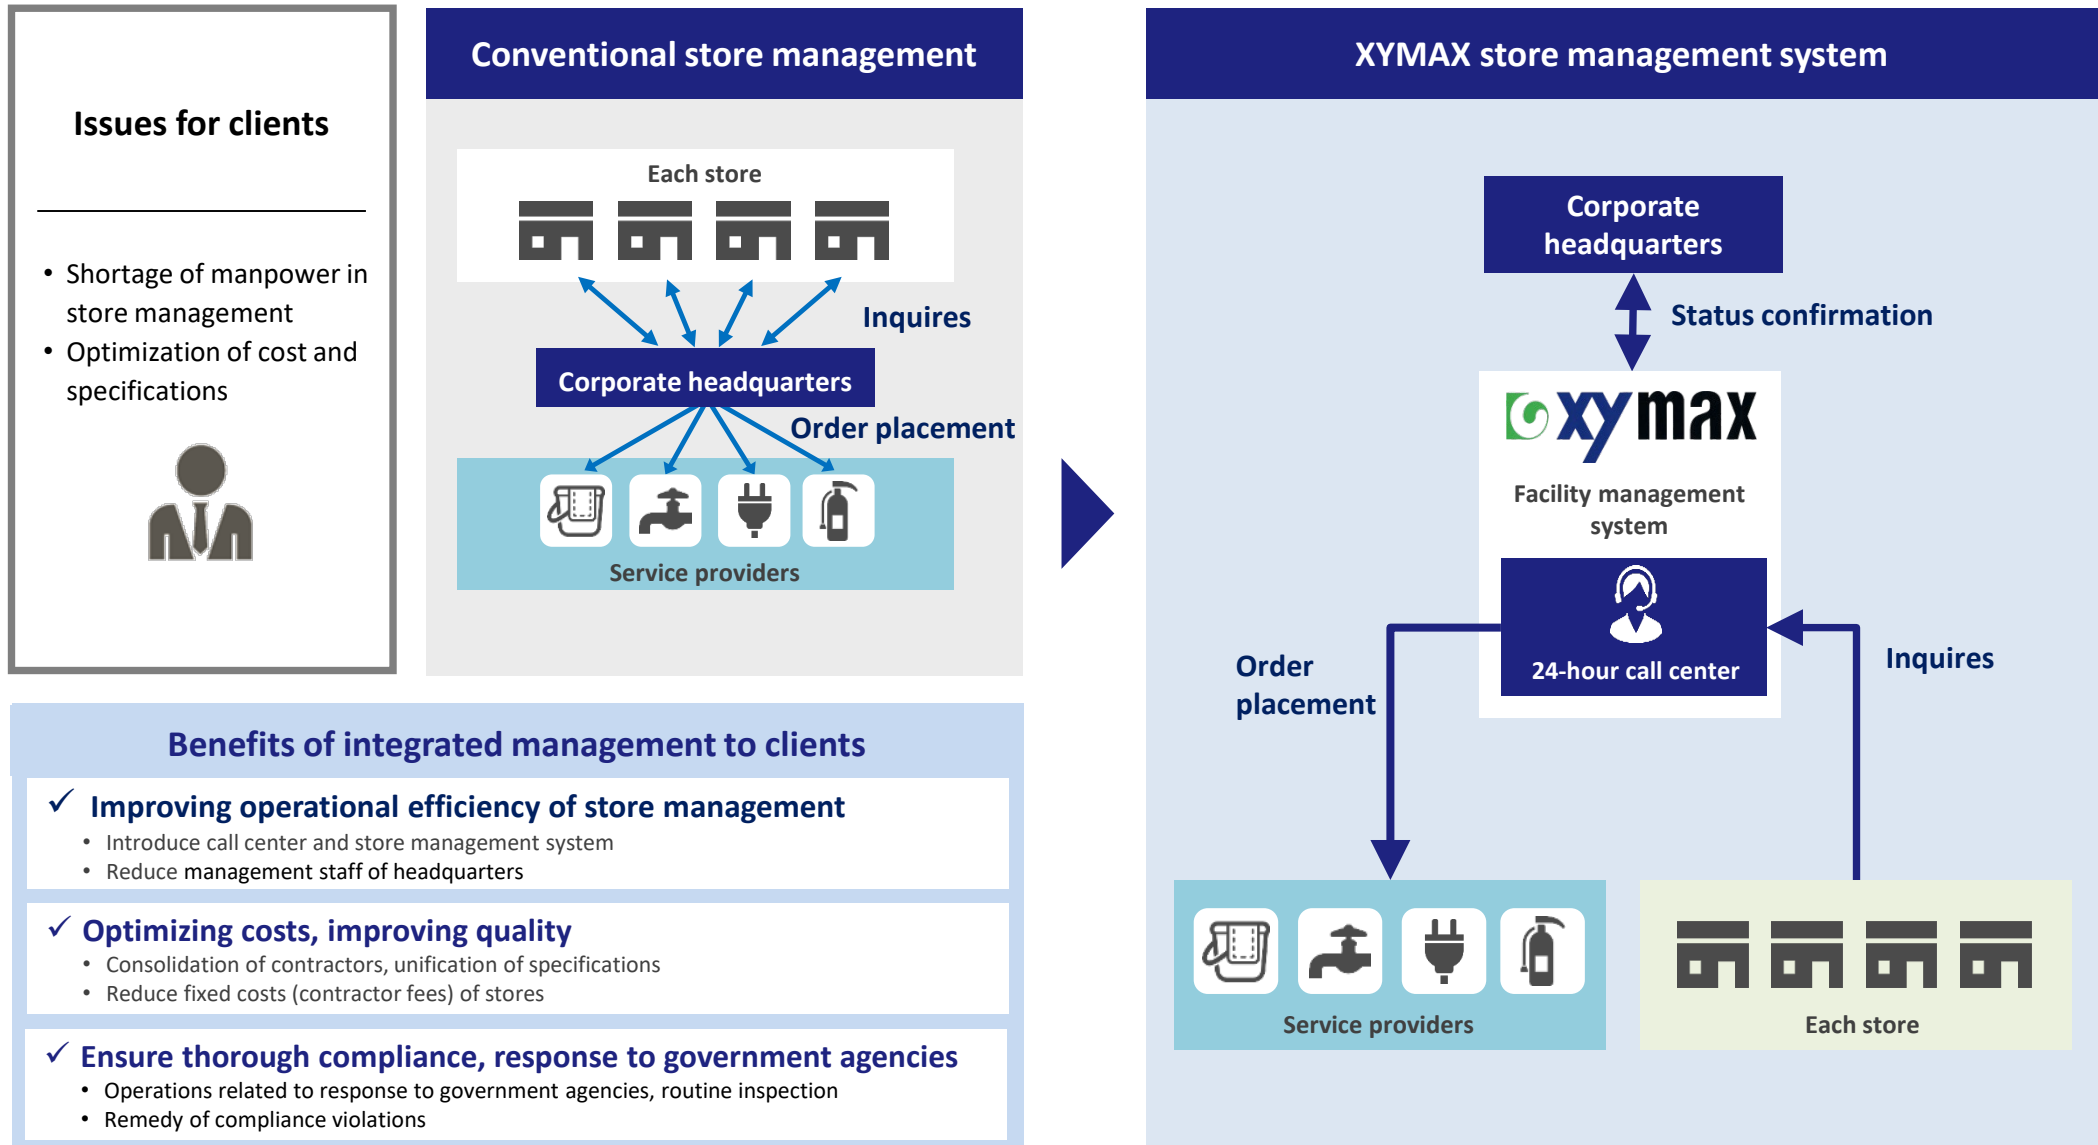 Issues for clients
• Shortage of manpower in
store management
• Optimization of cost and
specifications
Conventional store management
Each store
Inquires
Corporate headquarters
Order placement
Service providers
Benefits of integrated management to clients
✓ Improving operational efficiency of store management
• Introduce call center and store management system
• Reduce management staff of headquarters
✓ Optimizing costs, improving quality
• Consolidation of contractors, unification of specifications
• Reduce fixed costs (contractor fees) of stores
✓ Ensure thorough compliance, response to government agencies
• Operations related to response to government agencies, routine inspection
• Remedy of compliance violations
XYMAX store management system
Corporate
headquarters
Status confirmation
xymax
Facility management
system
24-hour call center
Order
placement
Inquires
Service providers
Each store